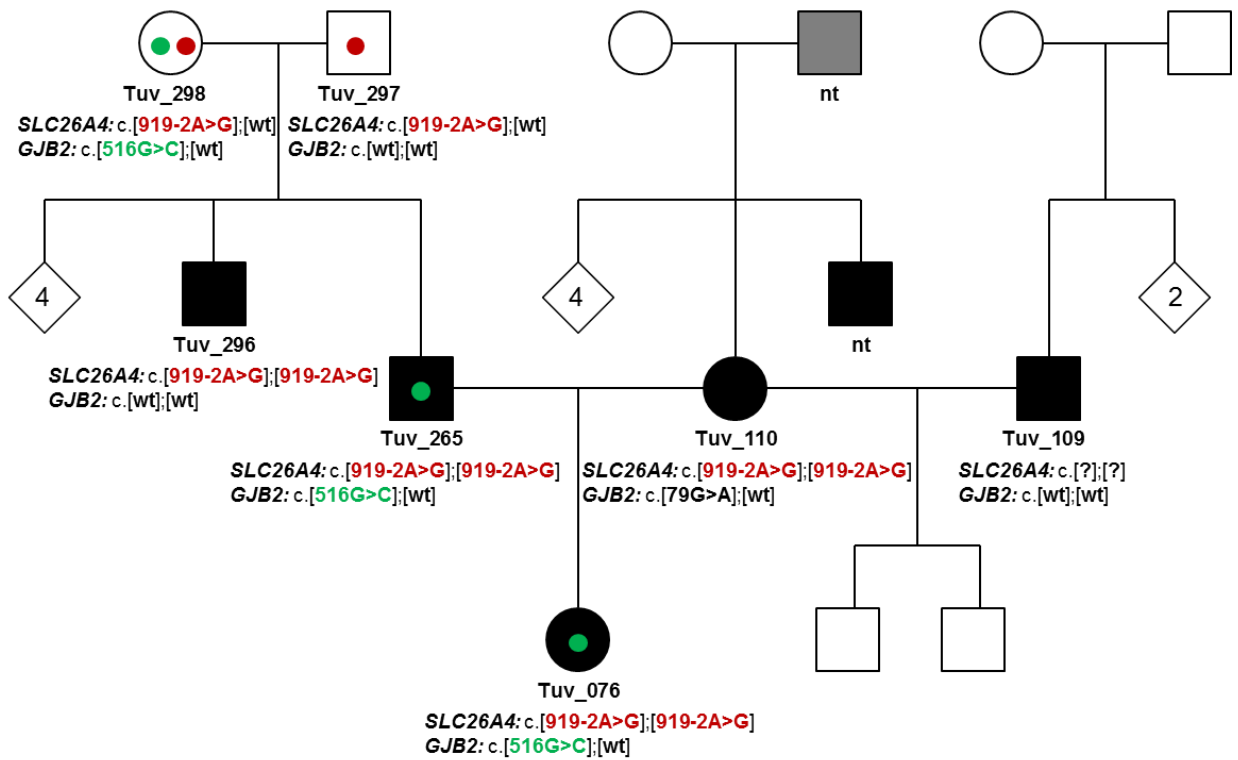 Tuv_298
SLC26A4: c.[919-2A>G];[wt]
GJB2: c.[516G>C];[wt]
Tuv_297
SLC26A4: c.[919-2A>G];[wt]
GJB2: c.[wt];[wt]
nt
4
Tuv_296
SLC26A4: c.[919-2A>G];[919-2A>G]
GJB2: c.[wt];[wt]
4
nt
2
Tuv_265
SLC26A4: c.[919-2A>G];[919-2A>G]
GJB2: c.[516G>C];[wt]
Tuv_110
SLC26A4: c.[919-2A>G];[919-2A>G]
GJB2: c.[79G>A];[wt]
Tuv_109
SLC26A4: c.[?];[?]
GJB2: c.[wt];[wt]
Tuv_076
SLC26A4: c.[919-2A>G];[919-2A>G]
GJB2: c.[516G>C];[wt]